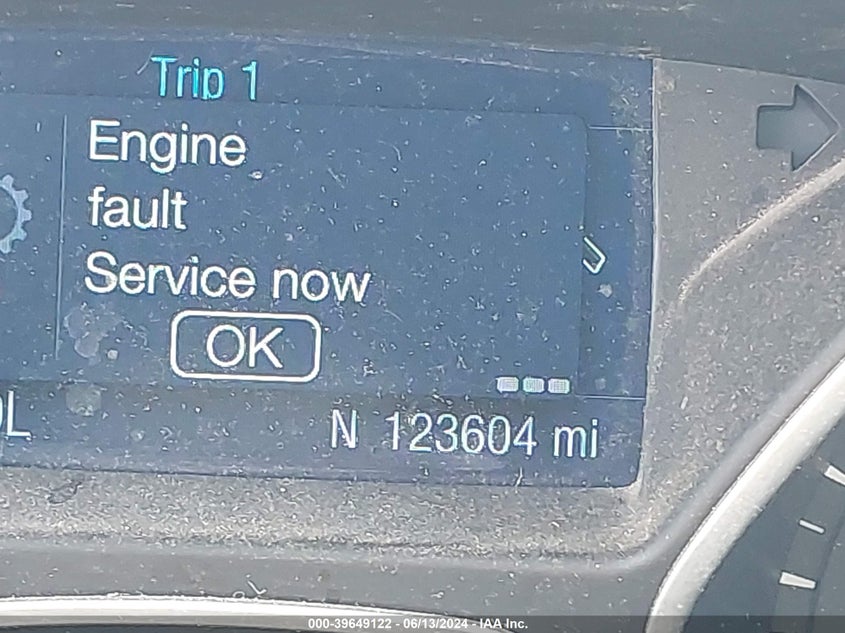 Trip 1
Engine
fault
Service now
OK
N 123604 mi
000-39649122 - 06/13/2024 - IAA Inc.